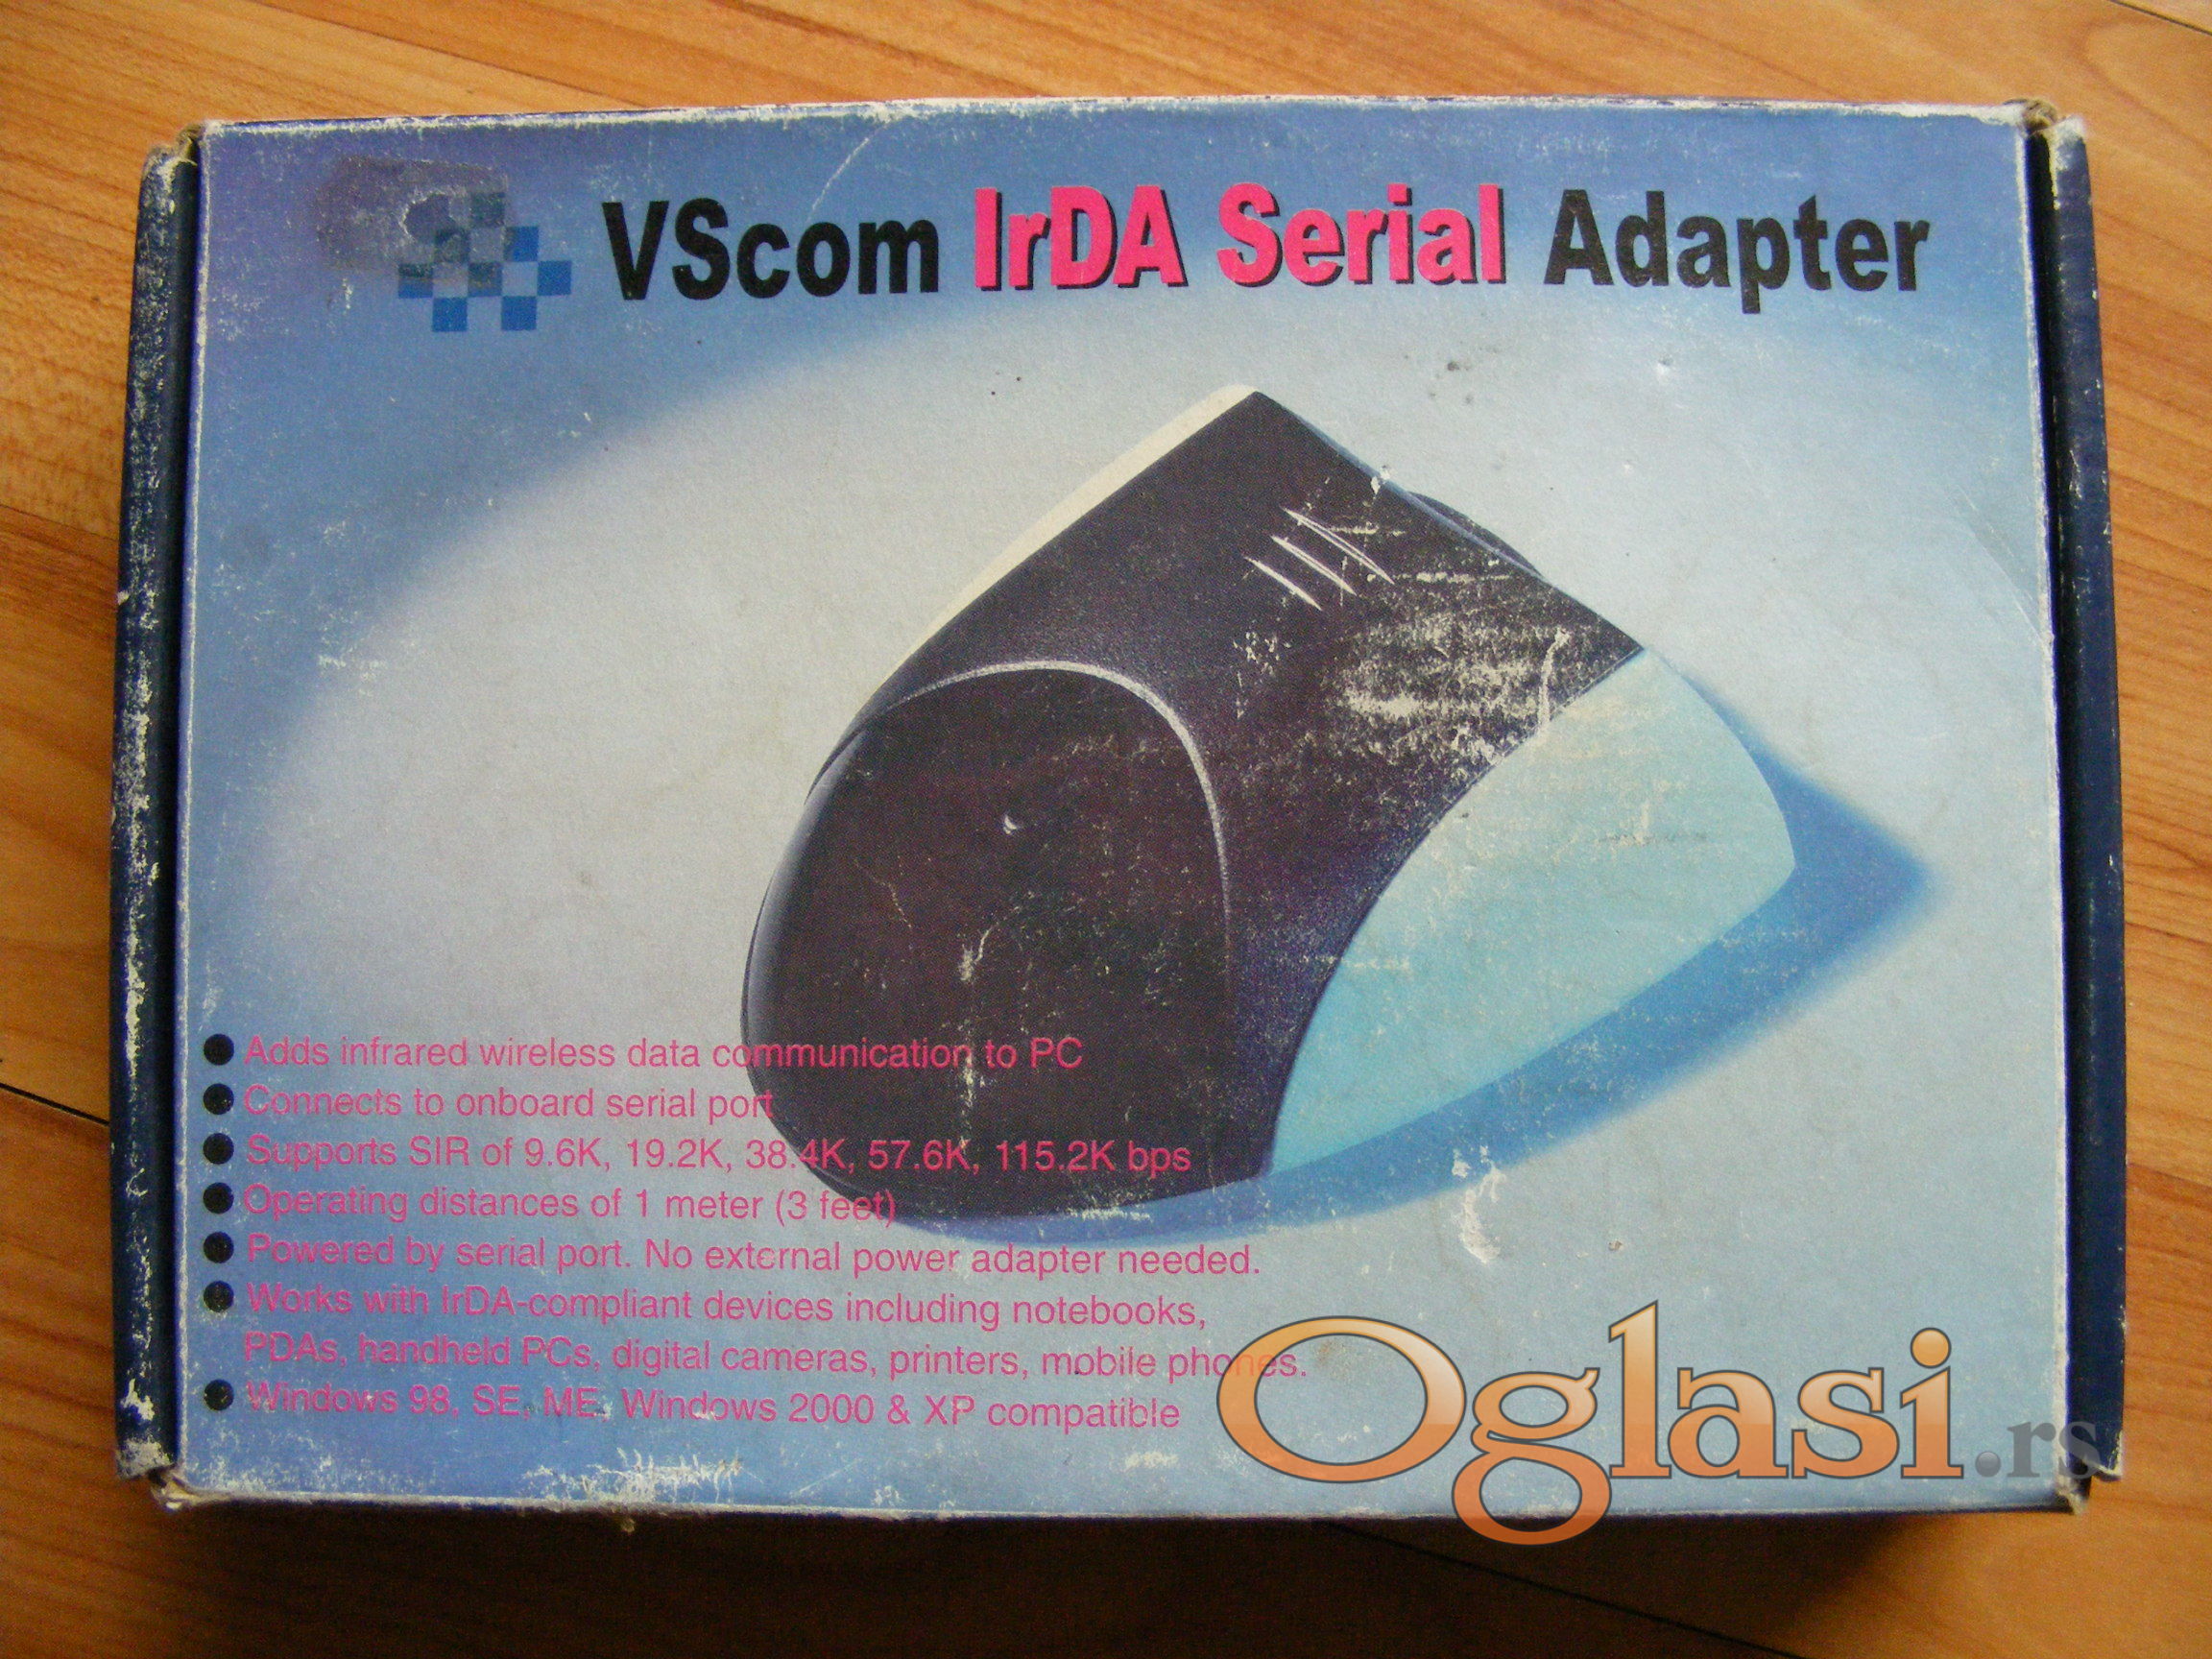 VScom IrDA Serial Adapter
● Adds infrared wireless data communication to PC
● Connects to onboard serial port
● Supports SIR of 9.6K, 19.2K, 38.4K, 57.6K, 115.2K bps
● Operating distances of 1 meter (3 feet)
● Powered by serial port. No external power adapter needed.
● Works with IrDA-compliant devices including notebooks,
PDAs, handheld PCs, digital cameras, printers, mobile phones.
● Windows 98, SE, ME, Windows 2000 & XP compatible
Oglasi.rs